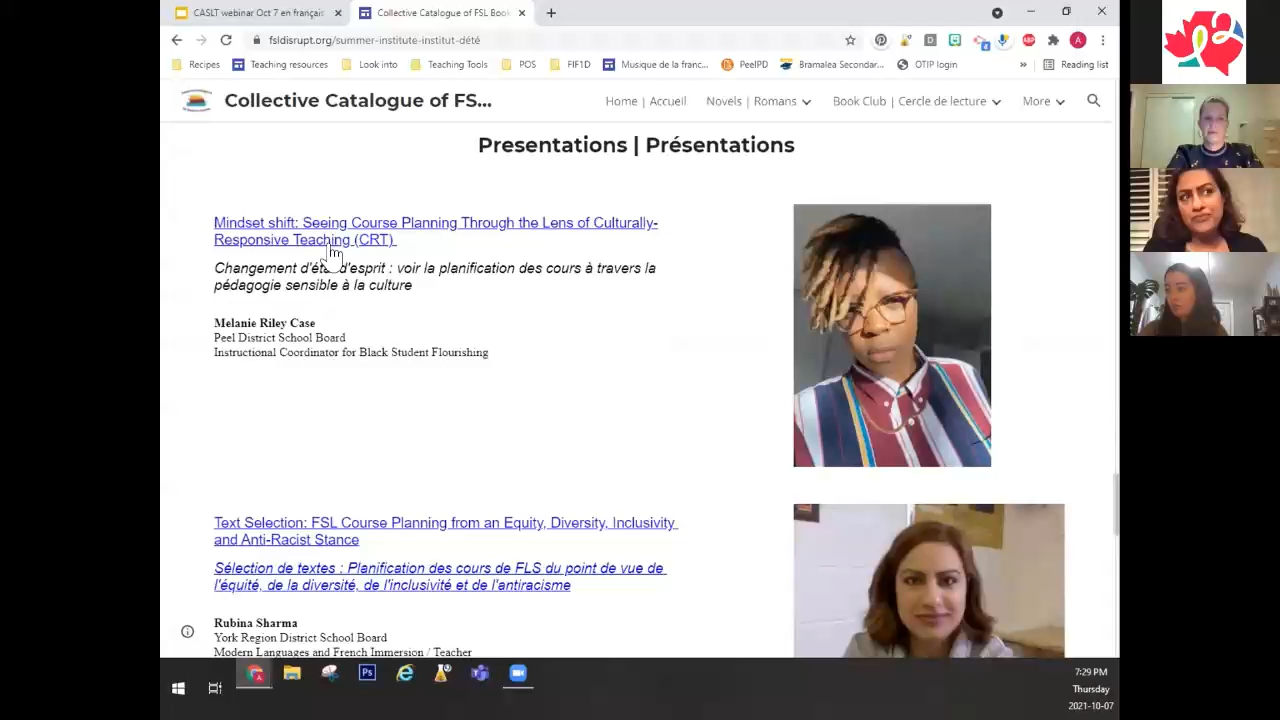 CASLT webinar Oct 7 en français
Collective Catalogue of FSL Book
fsldisrupt.org/summer-institute-institut-dété
A
Recipes
Teaching resources
Look into
Teaching Tools
POS
FIF1D
Musique de la franc...
PeelPD
Bramalea Secondar...
OTIP login
»
Reading list
Collective Catalogue of FS...
Home | Accueil
Novels | Romans
Book Club | Cercle de lecture
More
Presentations | Présentations
Mindset shift: Seeing Course Planning Through the Lens of Culturally-
Responsive Teaching (CRT)
Changement d'état d'esprit : voir la planification des cours à travers la
pédagogie sensible à la culture
Melanie Riley Case
Peel District School Board
Instructional Coordinator for Black Student Flourishing
Text Selection: FSL Course Planning from an Equity, Diversity, Inclusivity
and Anti-Racist Stance
Sélection de textes : Planification des cours de FLS du point de vue de
l'équité, de la diversité, de l'inclusivité et de l'antiracisme
Rubina Sharma
York Region District School Board
Modern Languages and French Immersion / Teacher
Ps
7:29 PM
Thursday
2021-10-07